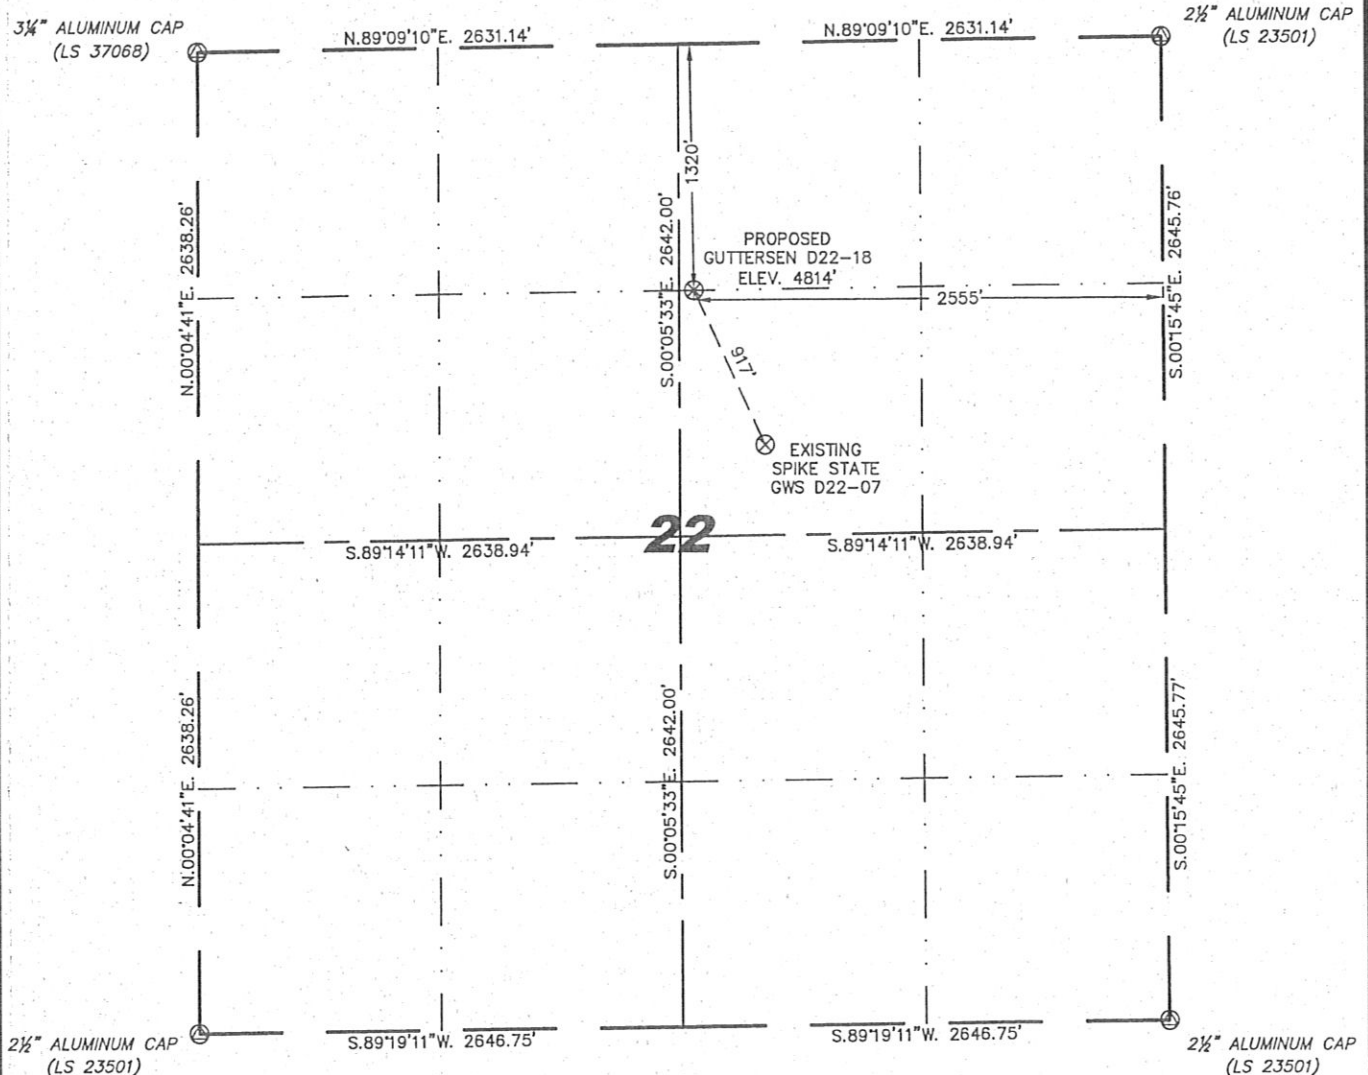 3¼" ALUMINUM CAP
(LS 37068)
N.89°09'10"E. 2631.14'
N.89°09'10"E. 2631.14'
2½" ALUMINUM CAP
(LS 23501)
1320'
N.00°04'41"E. 2638.26'
S.00°05'33"E. 2642.00'
S.00°15'45"E. 2645.76'
PROPOSED
GUTTERSEN D22-18
ELEV. 4814'
2555'
917'
EXISTING
SPIKE STATE
GWS D22-07
22
S.89°14'11"W. 2638.94'
S.89°14'11"W. 2638.94'
N.00°04'41"E. 2638.26'
S.00°05'33"E. 2642.00'
S.00°15'45"E. 2645.77'
2½" ALUMINUM CAP
(LS 23501)
S.89°19'11"W. 2646.75'
S.89°19'11"W. 2646.75'
2½" ALUMINUM CAP
(LS 23501)